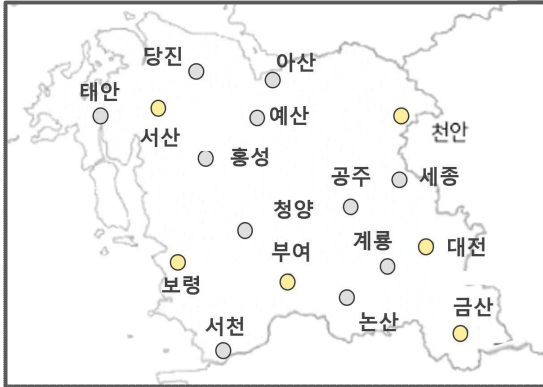 당진
아산
태안
서산
예산
천안
홍성
공주
세종
청양
계룡
대전
부여
보령
금산
서천
논산